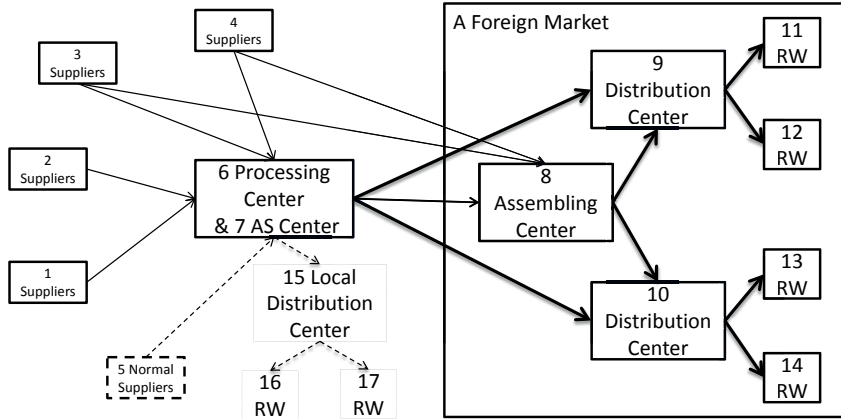 A Foreign Market
3
Suppliers
4
Suppliers
11
RW
9
Distribution
Center
12
RW
2
Suppliers
6 Processing
Center
& 7 AS Center
8
Assembling
Center
1
Suppliers
15 Local
Distribution
Center
13
RW
10
Distribution
Center
5 Normal
Suppliers
16
RW
17
RW
14
RW